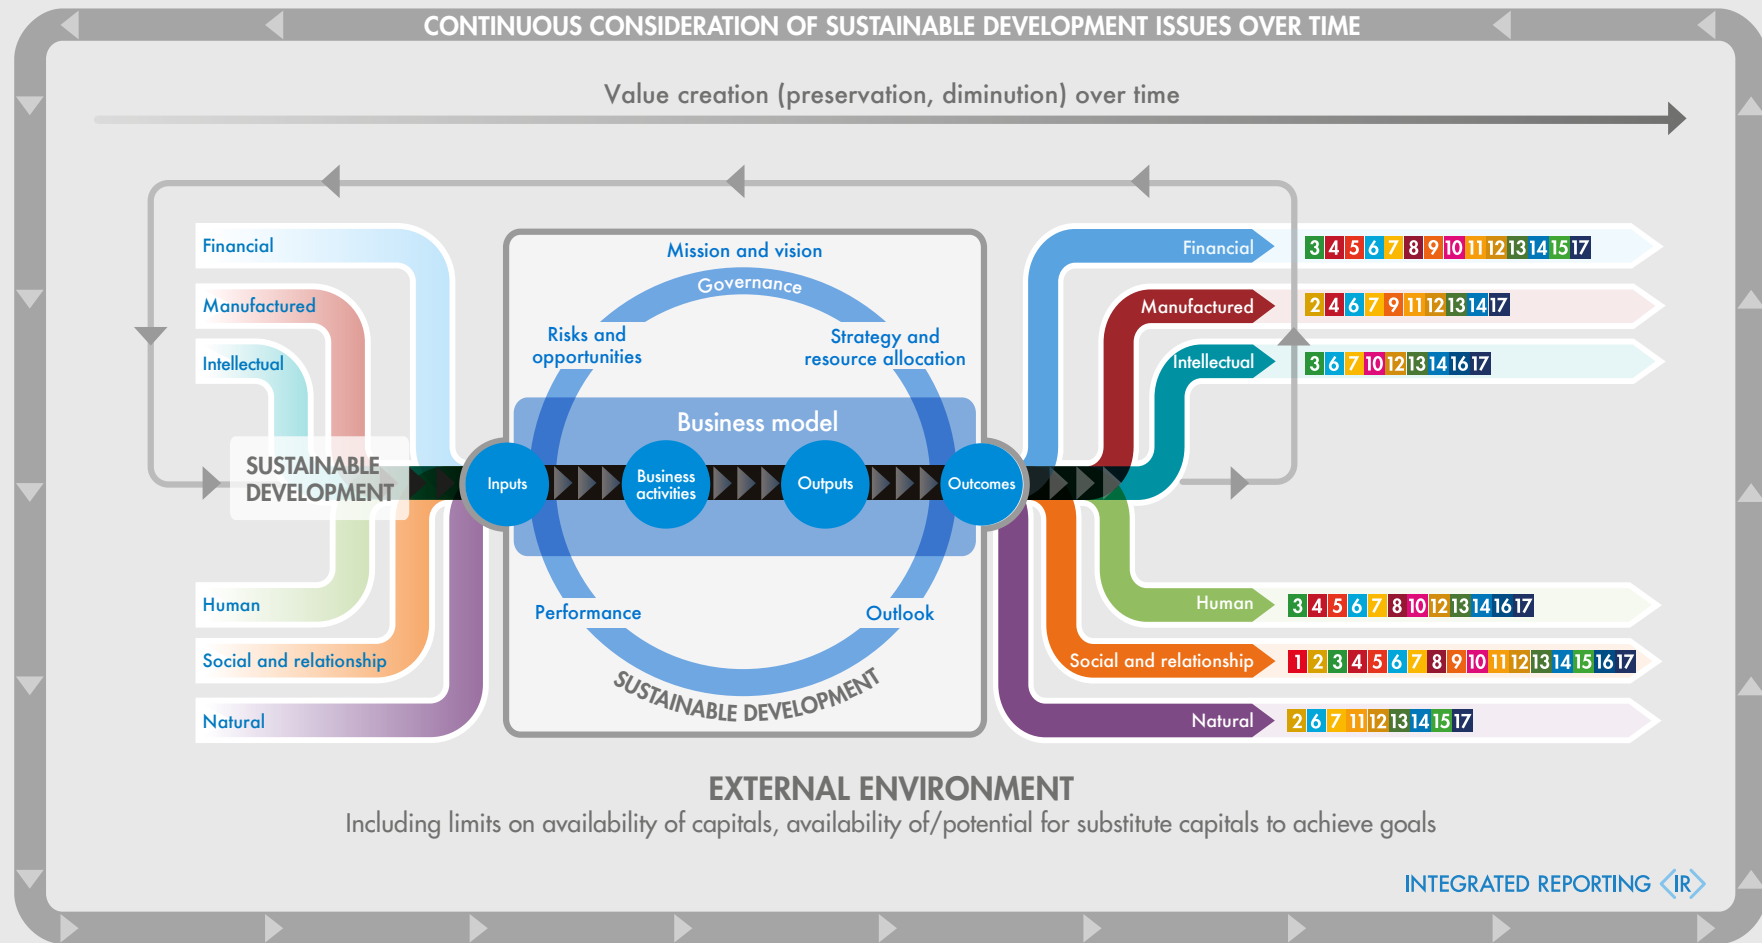 CONTINUOUS CONSIDERATION OF SUSTAINABLE DEVELOPMENT ISSUES OVER TIME
Value creation (preservation, diminution) over time
Financial
Manufactured
Intellectual
SUSTAINABLE
DEVELOPMENT
Human
Social and relationship
Natural
Mission and vision
Governance
Risks and
opportunities
Strategy and
resource allocation
Business model
Inputs
Business
activities
Outputs
Outcomes
Performance
Outlook
SUSTAINABLE DEVELOPMENT
Financial
3 4 5 6 7 8 9 10 11 12 13 14 15 17
Manufactured
2 4 6 7 9 11 12 13 14 17
Intellectual
3 6 7 10 12 13 14 16 17
Human
3 4 5 6 7 8 10 12 13 14 16 17
Social and relationship
1 2 3 4 5 6 7 8 9 10 11 12 13 14 15 16 17
Natural
2 6 7 11 12 13 14 15 17
EXTERNAL ENVIRONMENT
Including limits on availability of capitals, availability of/potential for substitute capitals to achieve goals
INTEGRATED REPORTING <IR>